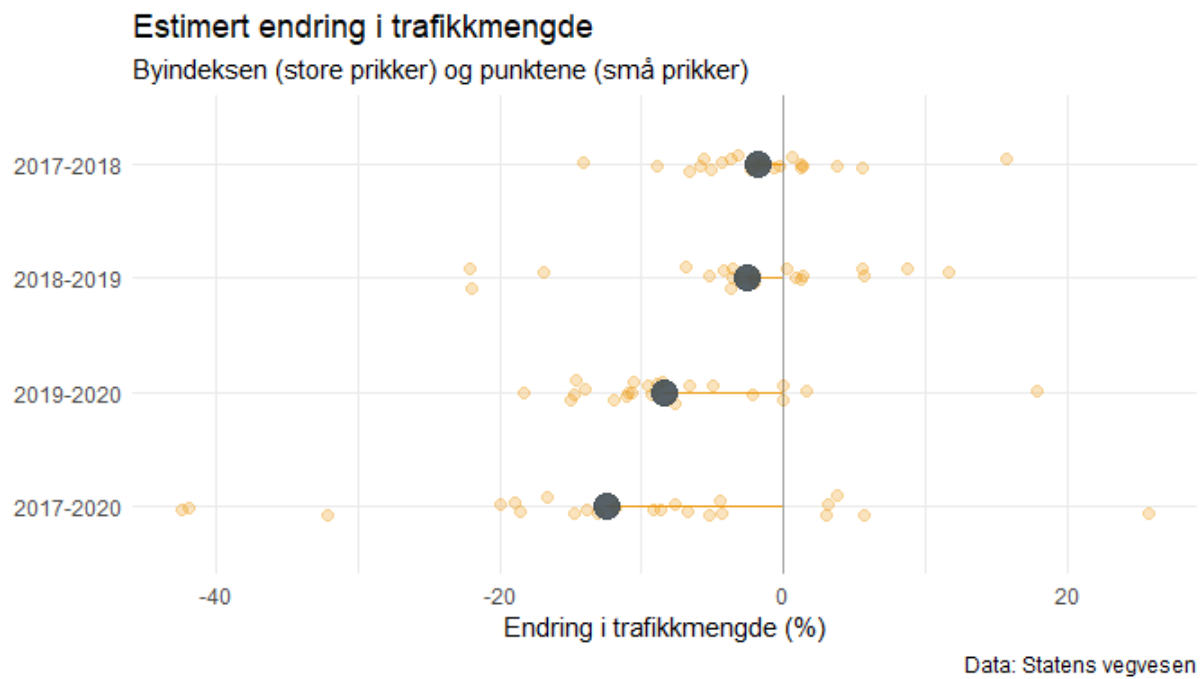 Estimert endring i trafikkmengde
Byindeksen (store prikker) og punktene (små prikker)
2017-2018
2018-2019
2019-2020
2017-2020
-40
-20
0
20
Endring i trafikkmengde (%)
Data: Statens vegvesen